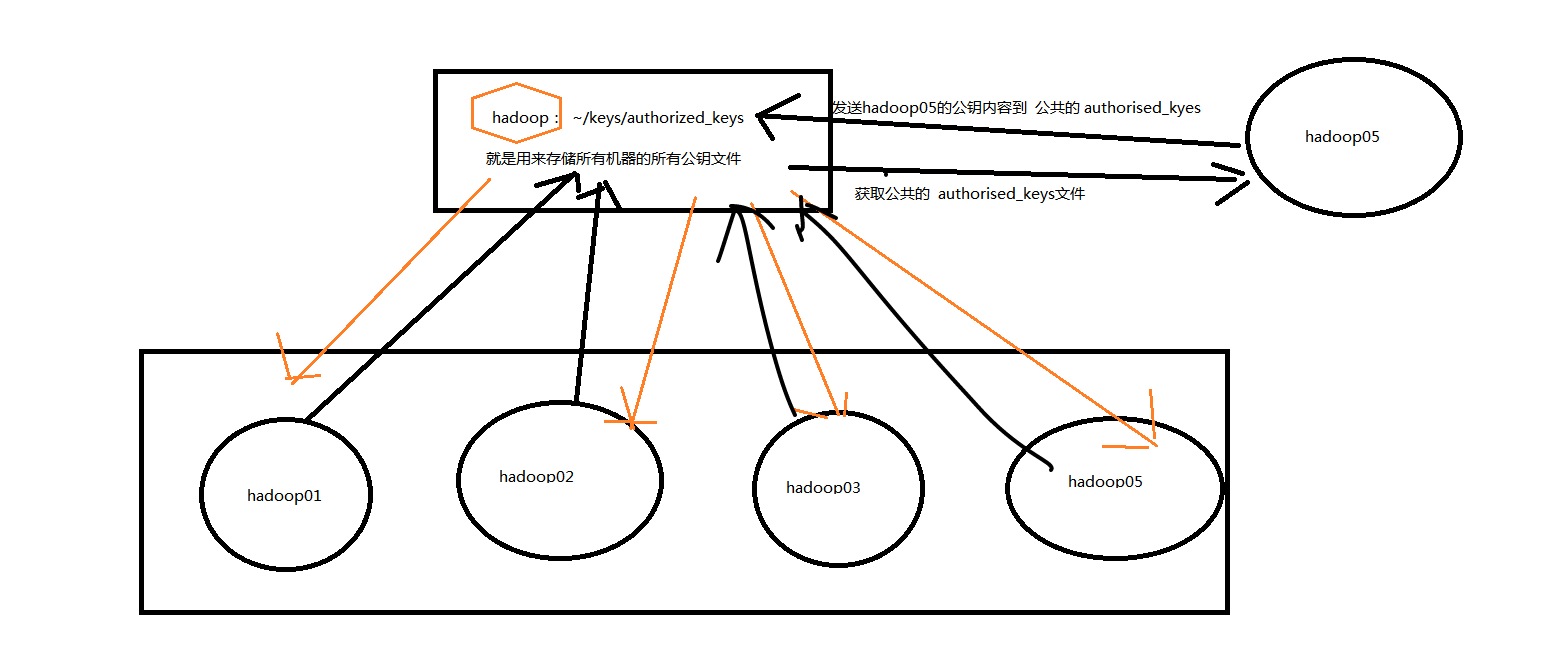 发送hadoop05的公钥内容到 公共的 authorised_kyes
hadoop : ~/keys/authorized_keys
hadoop05
就是用来存储所有机器的所有公钥文件
获取公共的 authorised_keys文件
hadoop01
hadoop02
hadoop03
hadoop05